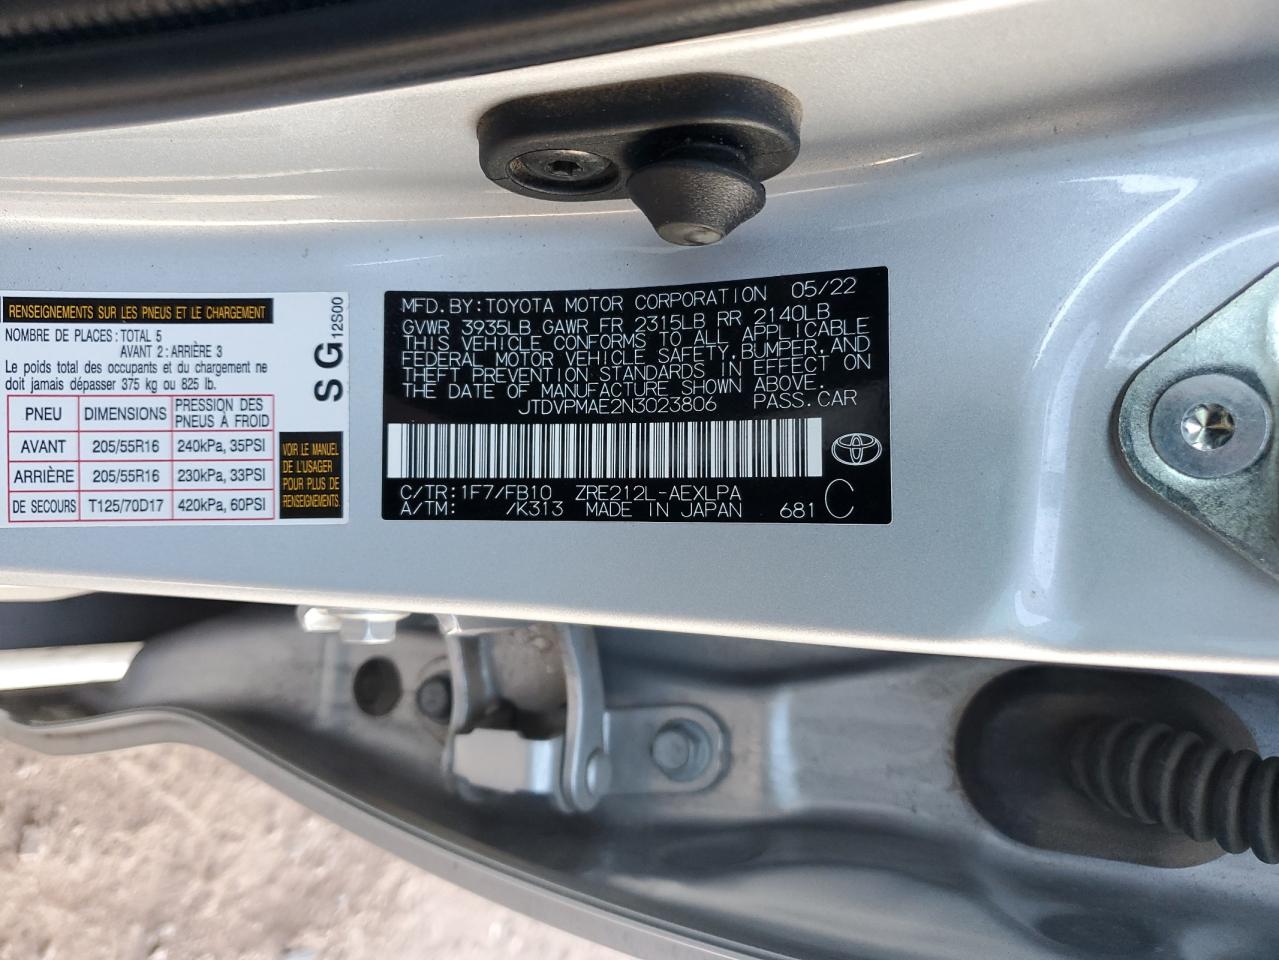 RENSEIGNEMENTS SUR LES PNEUS ET LE CHARGEMENT
NOMBRE DE PLACES: TOTAL 5
AVANT 2: ARRIÈRE 3
Le poids total des occupants et du chargement ne
doit jamais dépasser 375 kg ou 825 lb.
PNEU DIMENSIONS PRESSION DES PNEUS À FROID
AVANT 205/55R16 240kPa, 35PSI
ARRIÈRE 205/55R16 230kPa, 33PSI
DE SECOURS T125/70D17 420kPa, 60PSI
SG 12S00
VOIR LE MANUEL
DE L'USAGER
POUR PLUS DE
RENSEIGNEMENTS.
MFD. BY: TOYOTA MOTOR CORPORATION 05/22
GVWR 3935LB GAWR FR 2315LB RR 2140LB
THIS VEHICLE CONFORMS TO ALL APPLICABLE
FEDERAL MOTOR VEHICLE SAFETY, BUMPER, AND
THEFT PREVENTION STANDARDS IN EFFECT ON
THE DATE OF MANUFACTURE SHOWN ABOVE.
JTDVPMAE2N3023806 PASS. CAR
C/TR: 1F7/FB10 ZRE212L-AEXLPA
A/TM: /K313 MADE IN JAPAN 681 C